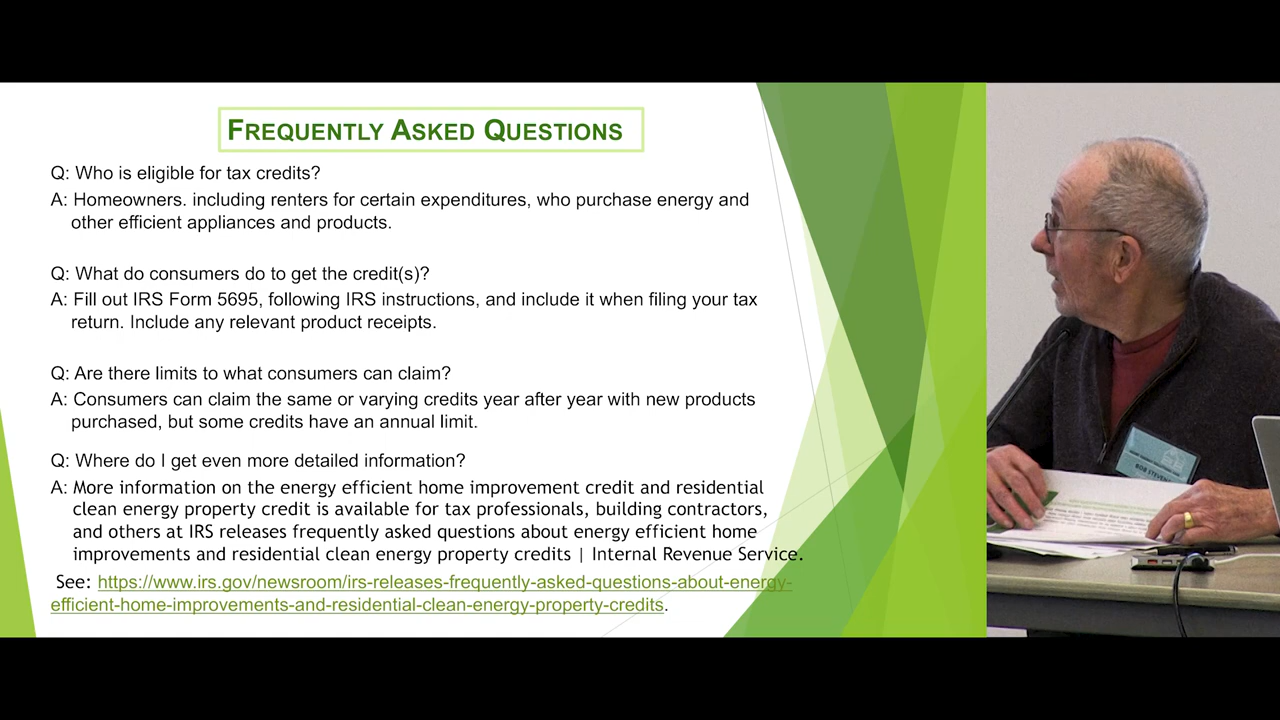 FREQUENTLY ASKED QUESTIONS
Q: Who is eligible for tax credits?
A: Homeowners. including renters for certain expenditures, who purchase energy and
other efficient appliances and products.
Q: What do consumers do to get the credit(s)?
A: Fill out IRS Form 5695, following IRS instructions, and include it when filing your tax
return. Include any relevant product receipts.
Q: Are there limits to what consumers can claim?
A: Consumers can claim the same or varying credits year after year with new products
purchased, but some credits have an annual limit.
Q: Where do I get even more detailed information?
A: More information on the energy efficient home improvement credit and residential
clean energy property credit is available for tax professionals, building contractors,
and others at IRS releases frequently asked questions about energy efficient home
improvements and residential clean energy property credits | Internal Revenue Service.
See: https://www.irs.gov/newsroom/irs-releases-frequently-asked-questions-about-energy-
efficient-home-improvements-and-residential-clean-energy-property-credits.
BOB